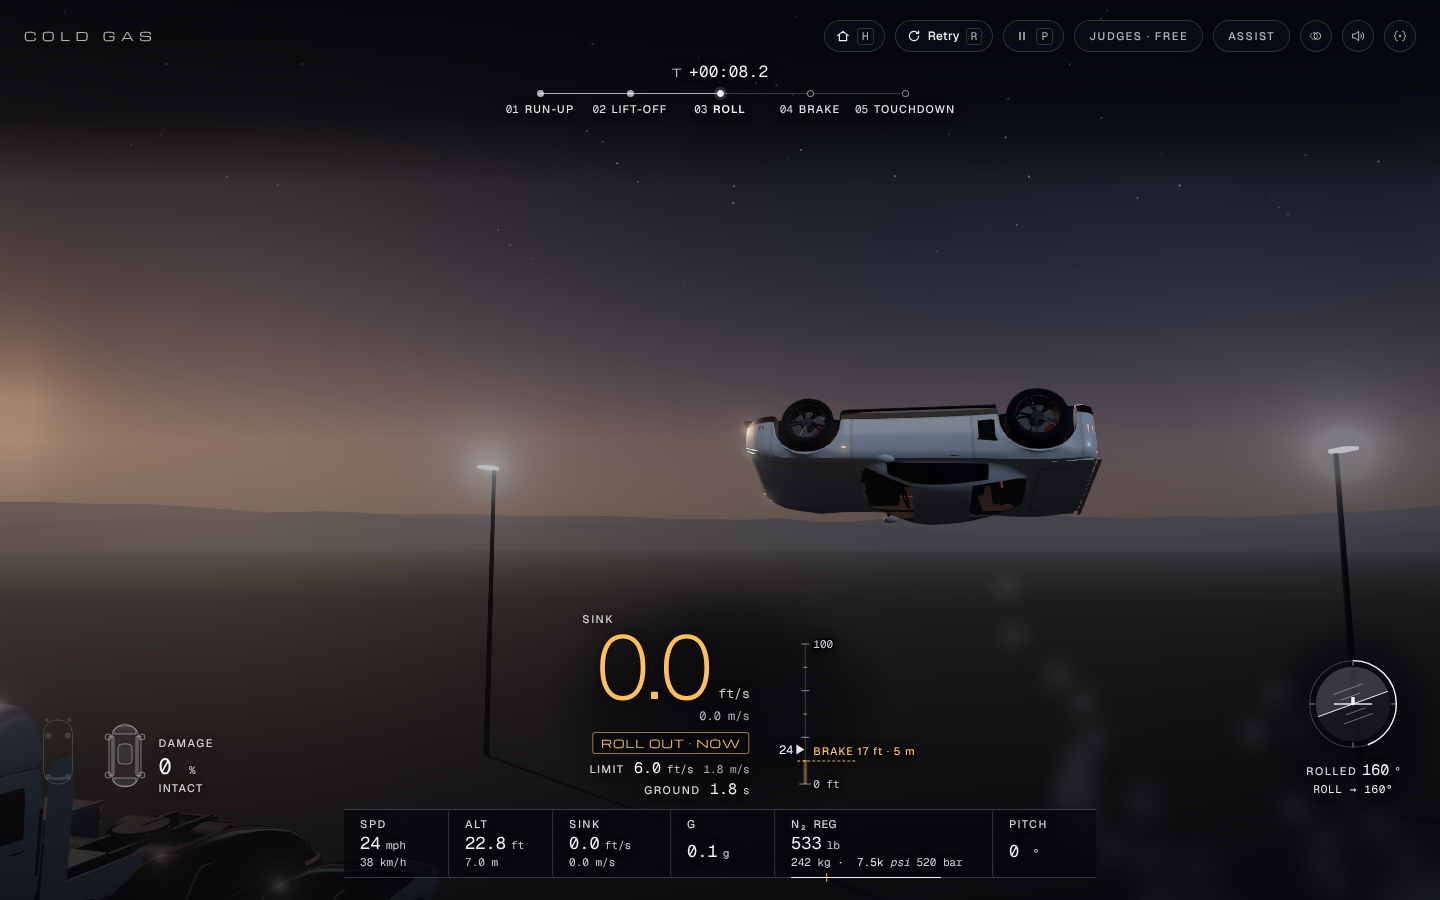 COLD GAS
H
Retry R
P
JUDGES · FREE
ASSIST
T +00:08.2
01 RUN-UP 02 LIFT-OFF 03 ROLL 04 BRAKE 05 TOUCHDOWN
SINK
0.0 ft/s
0.0 m/s
ROLL OUT · NOW
LIMIT 6.0 ft/s 1.8 m/s
GROUND 1.8 s
100
24
BRAKE 17 ft · 5 m
0 ft
DAMAGE
0 %
INTACT
ROLLED 160 °
ROLL → 160°
SPD
24 mph
38 km/h
ALT
22.8 ft
7.0 m
SINK
0.0 ft/s
0.0 m/s
G
0.1 g
N₂ REG
533 lb
242 kg · 7.5k psi 520 bar
PITCH
0 °